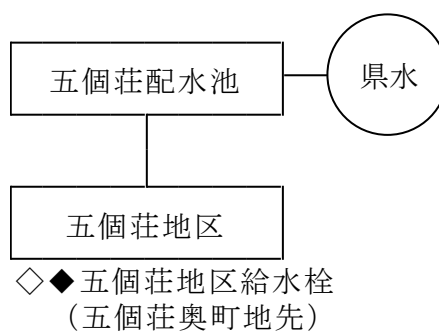 五個荘配水池
県水
五個荘地区
◇◆五個荘地区給水栓
（五個荘奥町地先）